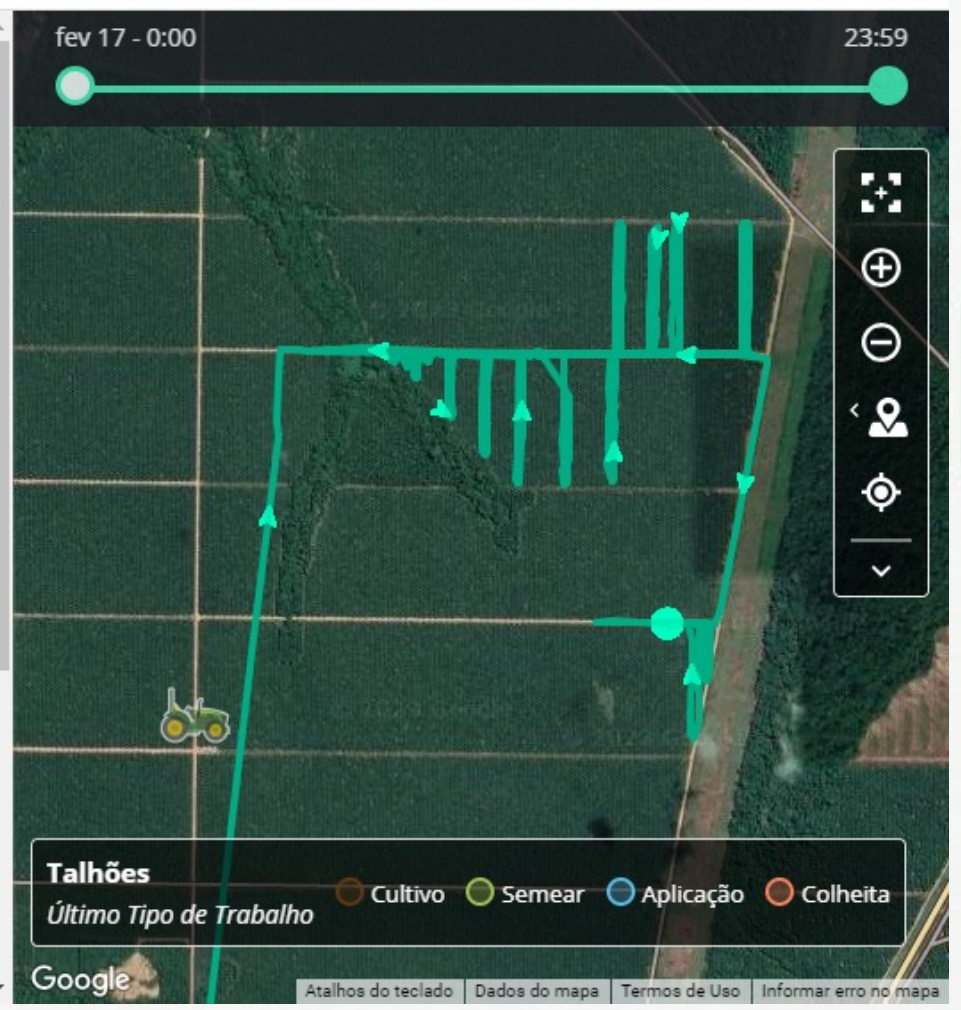 fev 17 - 0:00
23:59
Talhões
Último Tipo de Trabalho
Cultivo
Semear
Aplicação
Colheita
Google
Atalhos do teclado
Dados do mapa
Termos de Uso
Informar erro no mapa